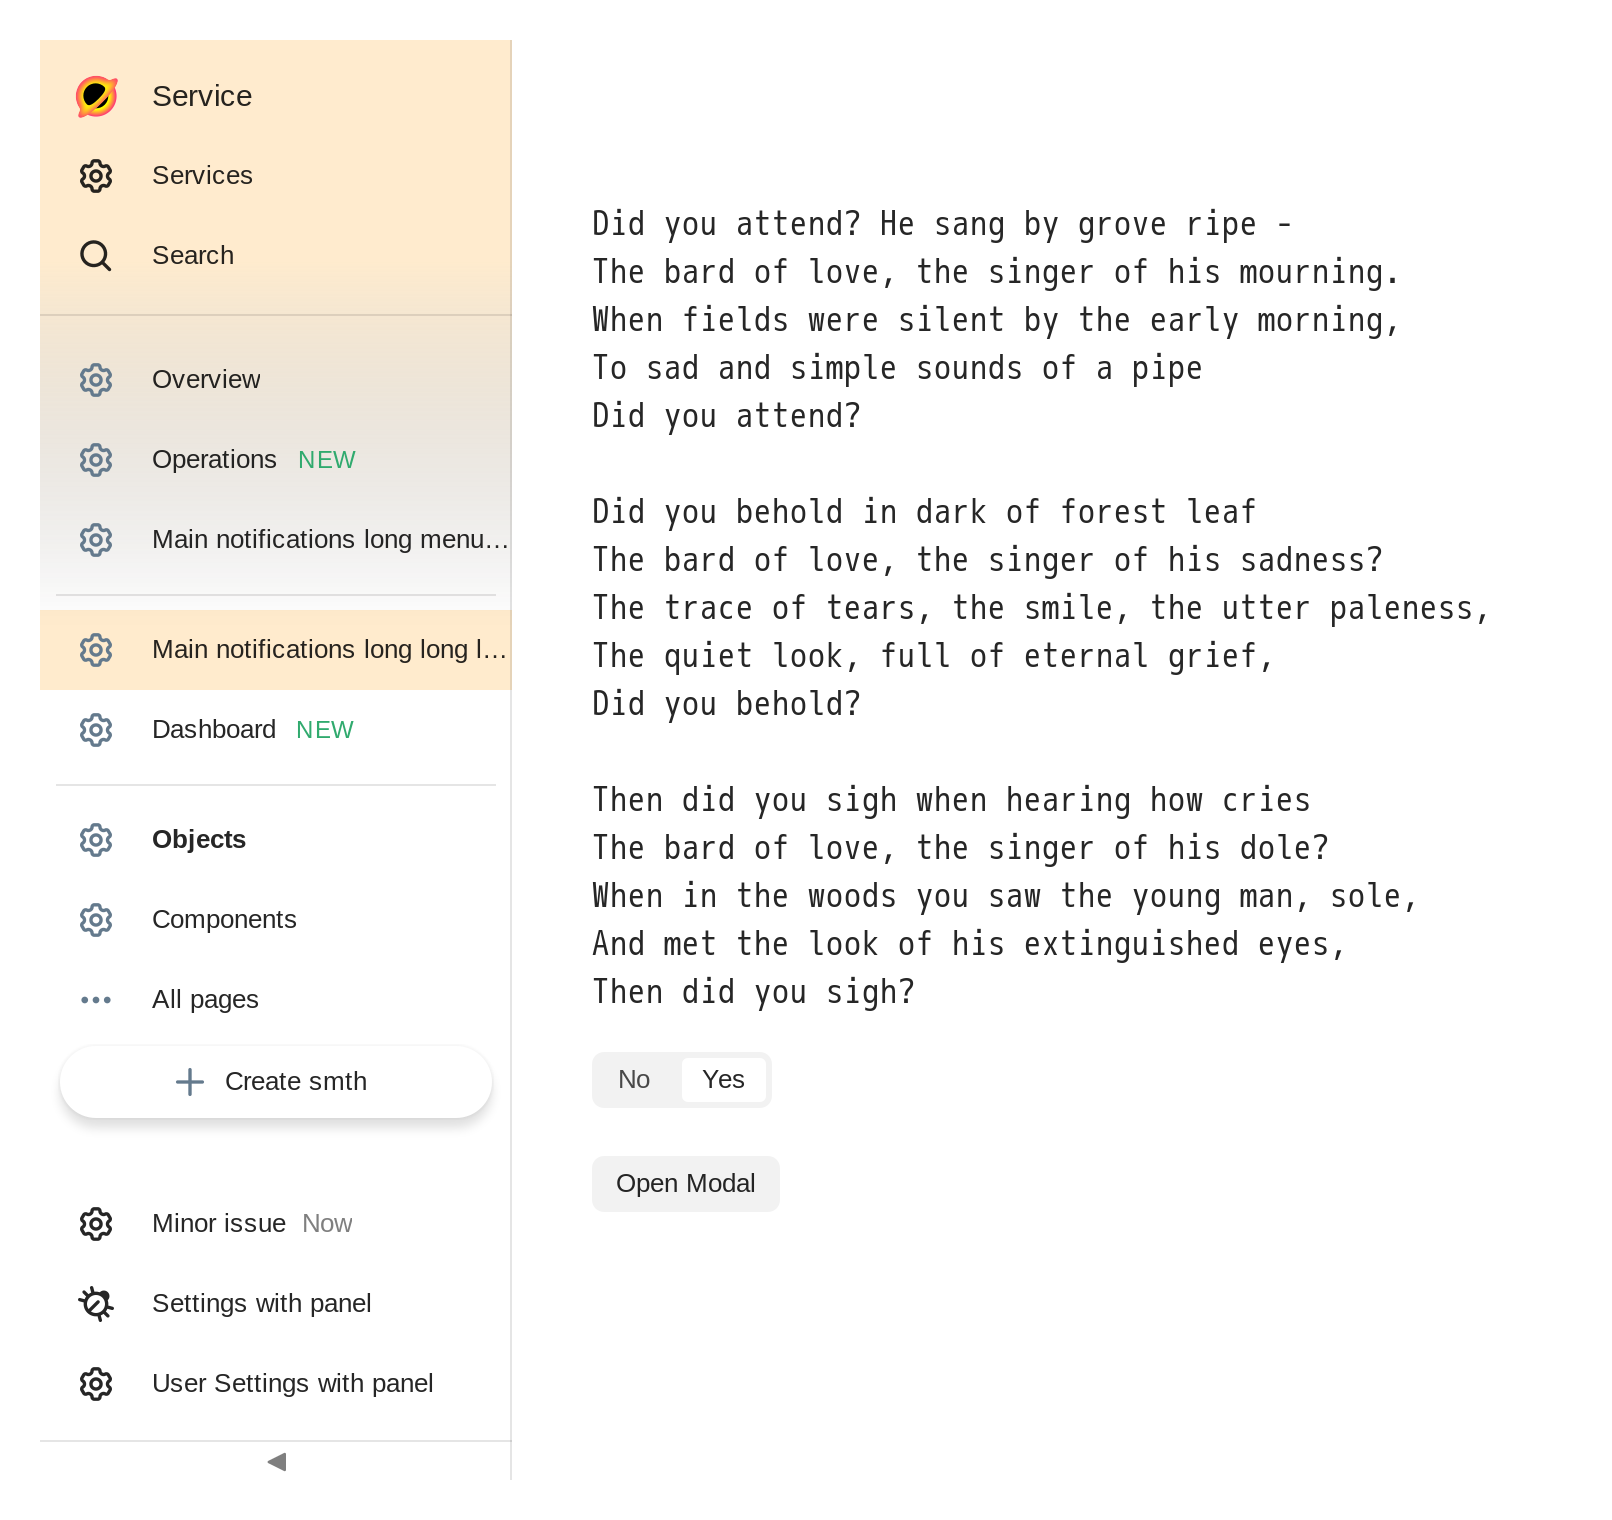 Service
Services
Search
Overview
Operations NEW
Main notifications long menu…
Main notifications long long l…
Dashboard NEW
Objects
Components
All pages
Create smth
Minor issue Now
Settings with panel
User Settings with panel
Did you attend? He sang by grove ripe -
The bard of love, the singer of his mourning.
When fields were silent by the early morning,
To sad and simple sounds of a pipe
Did you attend?
Did you behold in dark of forest leaf
The bard of love, the singer of his sadness?
The trace of tears, the smile, the utter paleness,
The quiet look, full of eternal grief,
Did you behold?
Then did you sigh when hearing how cries
The bard of love, the singer of his dole?
When in the woods you saw the young man, sole,
And met the look of his extinguished eyes,
Then did you sigh?
No Yes
Open Modal